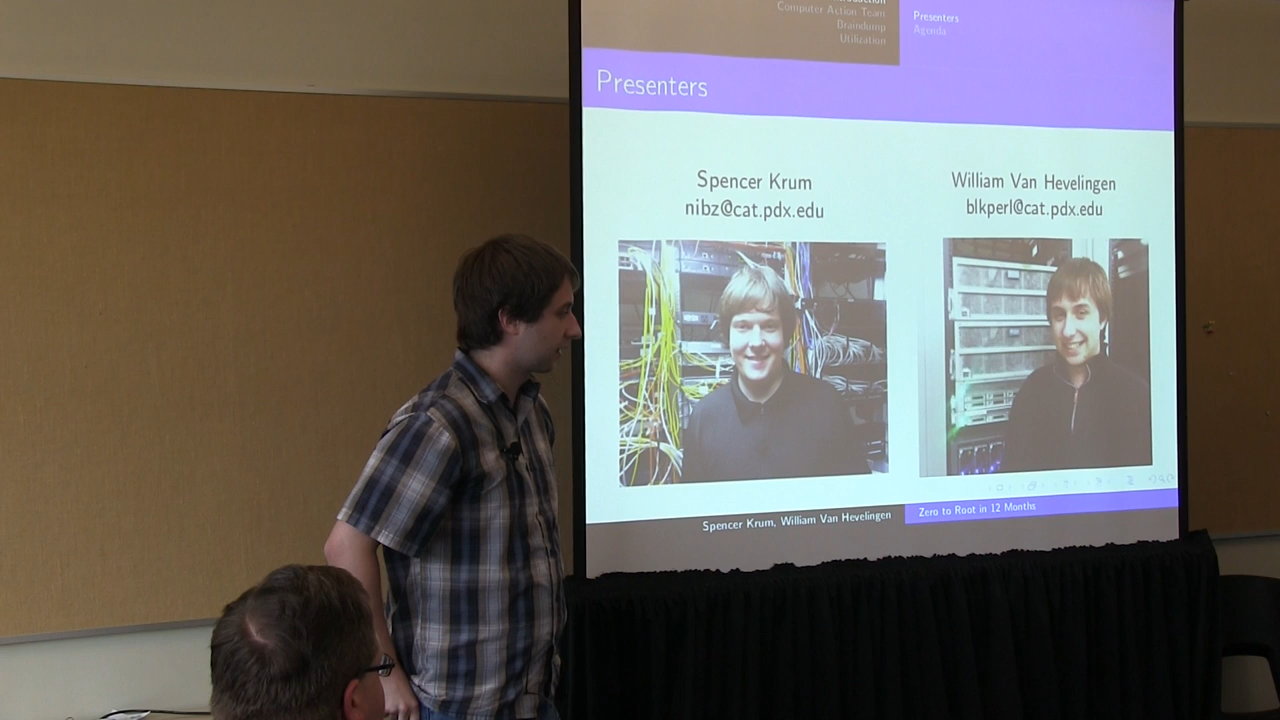 Computer Action Team
Braindump
Utilization
Presenters
Agenda
Presenters
Spencer Krum
nibz@cat.pdx.edu
William Van Hevelingen
blkperl@cat.pdx.edu
Spencer Krum, William Van Hevelingen
Zero to Root in 12 Months